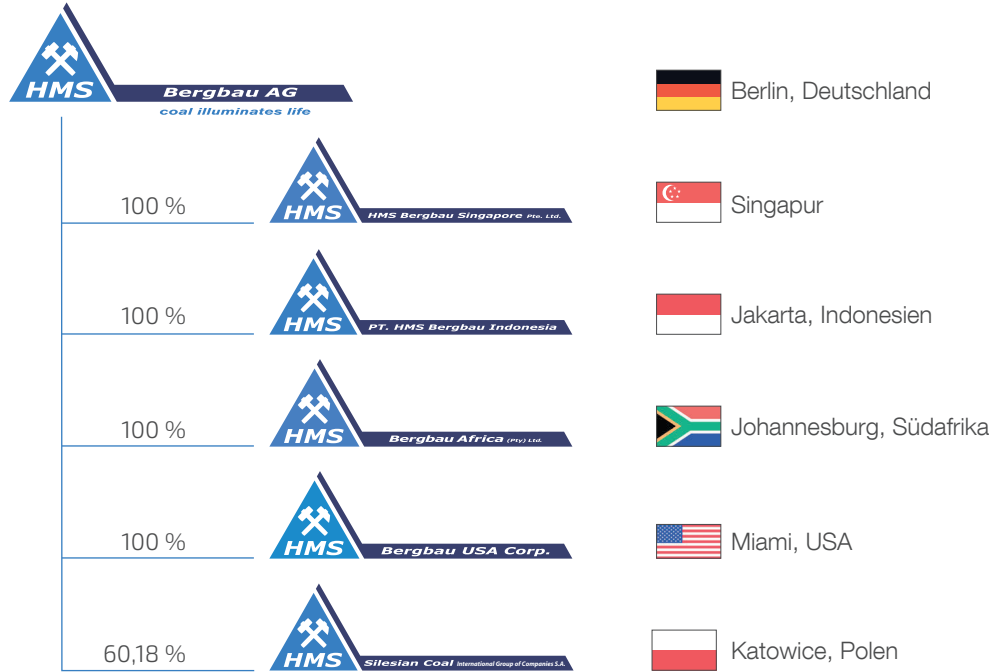 HMS Bergbau AG
coal illuminates life
Berlin, Deutschland
100 %
HMS HMS Bergbau Singapore Pte. Ltd.
Singapur
100 %
HMS PT. HMS Bergbau Indonesia
Jakarta, Indonesien
100 %
HMS Bergbau Africa (Pty) Ltd.
Johannesburg, Südafrika
100 %
HMS Bergbau USA Corp.
Miami, USA
60,18 %
HMS Silesian Coal International Group of Companies S.A.
Katowice, Polen